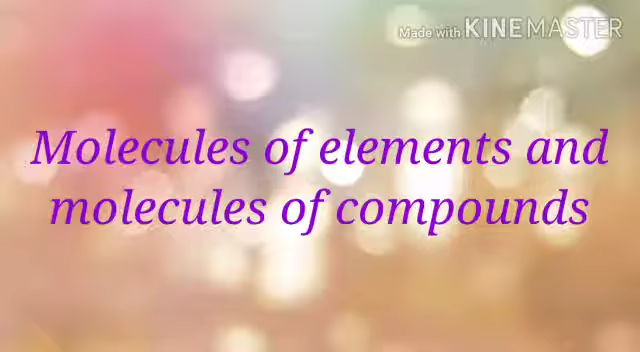 Made with KINEMASTER
Molecules of elements and
molecules of compounds